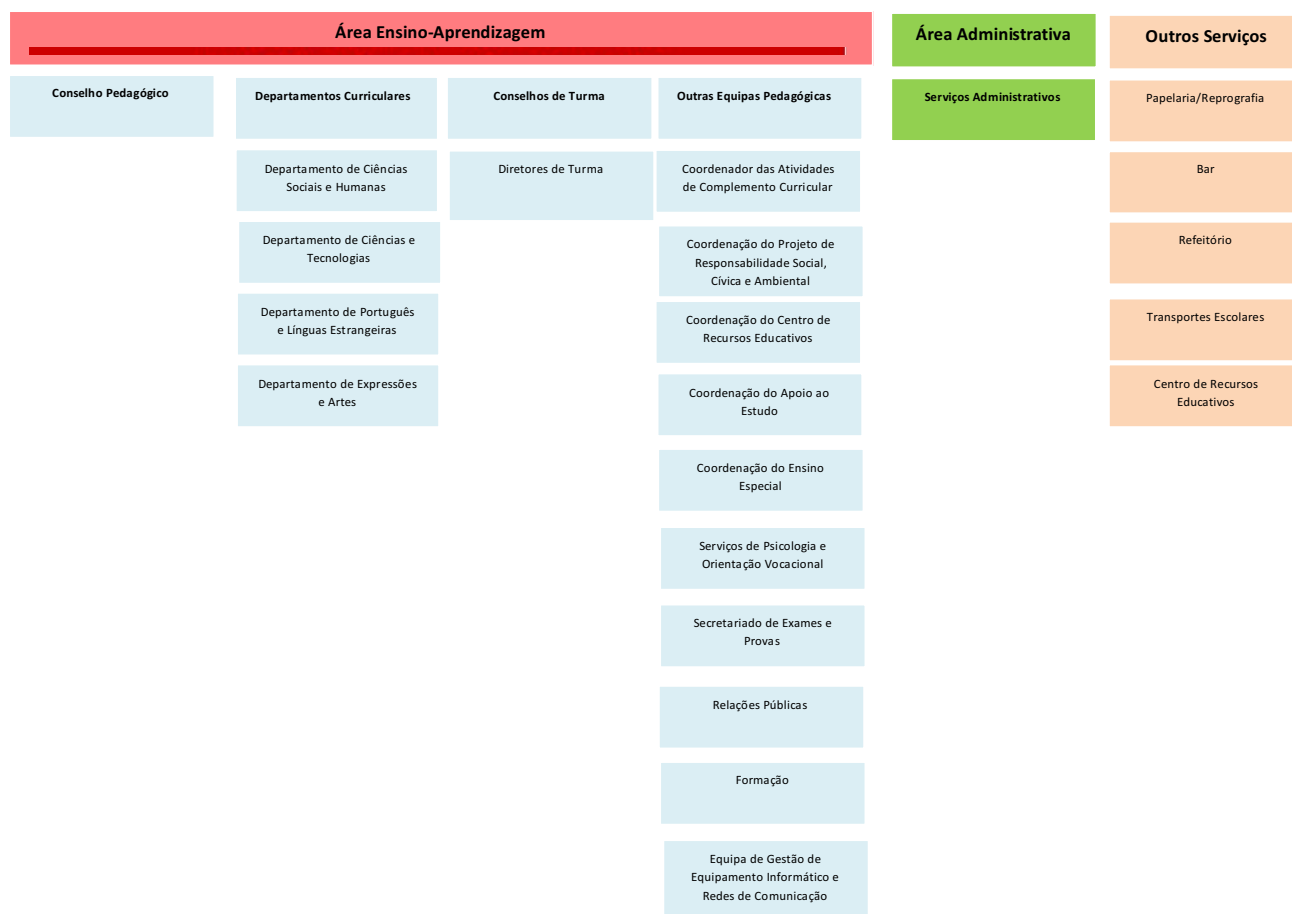 Área Ensino-Aprendizagem
Área Administrativa
Outros Serviços
Conselho Pedagógico
Departamentos Curriculares
Departamento de Ciências
Sociais e Humanas
Departamento de Ciências e
Tecnologias
Departamento de Português
e Línguas Estrangeiras
Departamento de Expressões
e Artes
Conselhos de Turma
Diretores de Turma
Outras Equipas Pedagógicas
Coordenador das Atividades
de Complemento Curricular
Coordenação do Projeto de
Responsabilidade Social,
Cívica e Ambiental
Coordenação do Centro de
Recursos Educativos
Coordenação do Apoio ao
Estudo
Coordenação do Ensino
Especial
Serviços de Psicologia e
Orientação Vocacional
Secretariado de Exames e
Provas
Relações Públicas
Formação
Equipa de Gestão de
Equipamento Informático e
Redes de Comunicação
Serviços Administrativos
Papelaria/Reprografia
Bar
Refeitório
Transportes Escolares
Centro de Recursos
Educativos